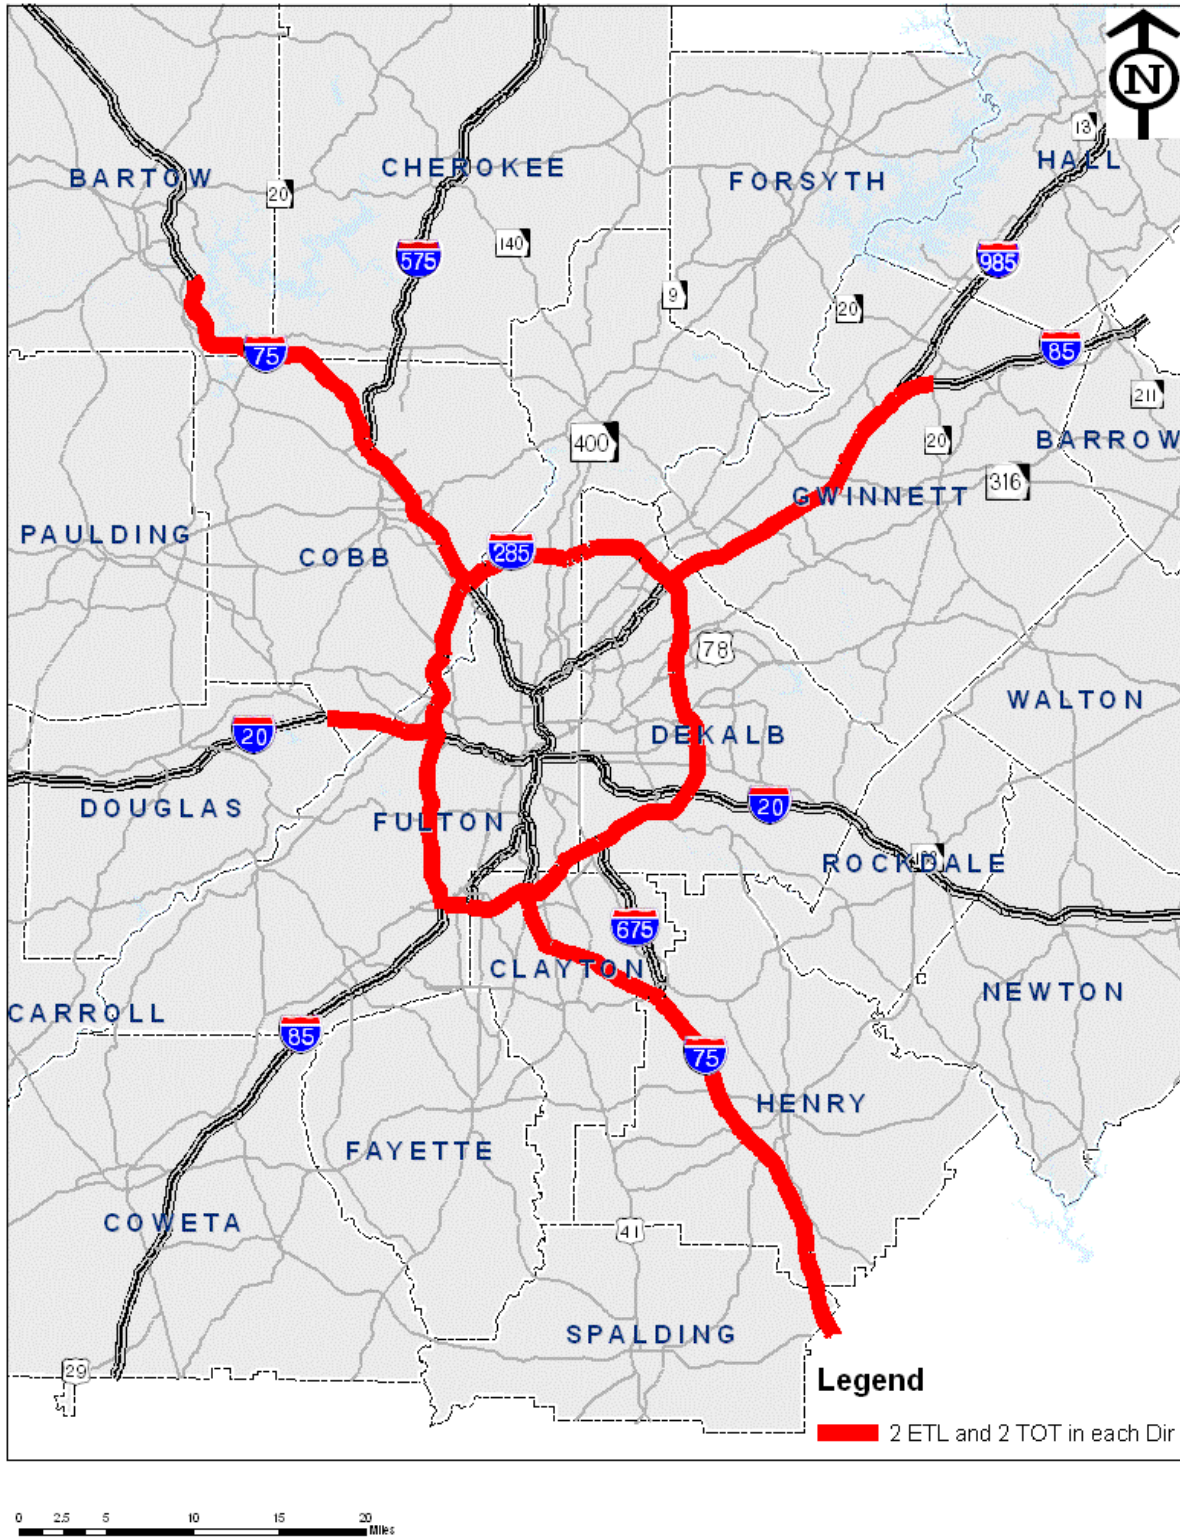 N
13
HALL
BARTOW
CHEROKEE
FORSYTH
20
140
575
985
9
20
75
85
211
400
20
BARROW
316
GWINNETT
PAULDING
COBB
285
78
WALTON
20
DEKALB
DOUGLAS
FULTON
20
ROCKDALE
675
CLAYTON
NEWTON
CARROLL
85
75
HENRY
FAYETTE
COWETA
41
SPALDING
29
Legend
2 ETL and 2 TOT in each Dir
0 2.5 5 10 15 20
Miles